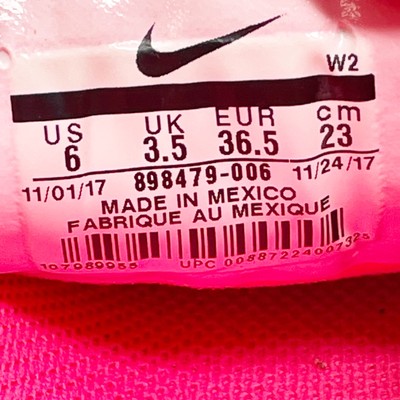 W2
US UK EUR cm
6 3.5 36.5 23
11/01/17 898479-006 11/24/17
MADE IN MEXICO
FABRIQUE AU MEXIQUE
107989955 UPC 00887224007325